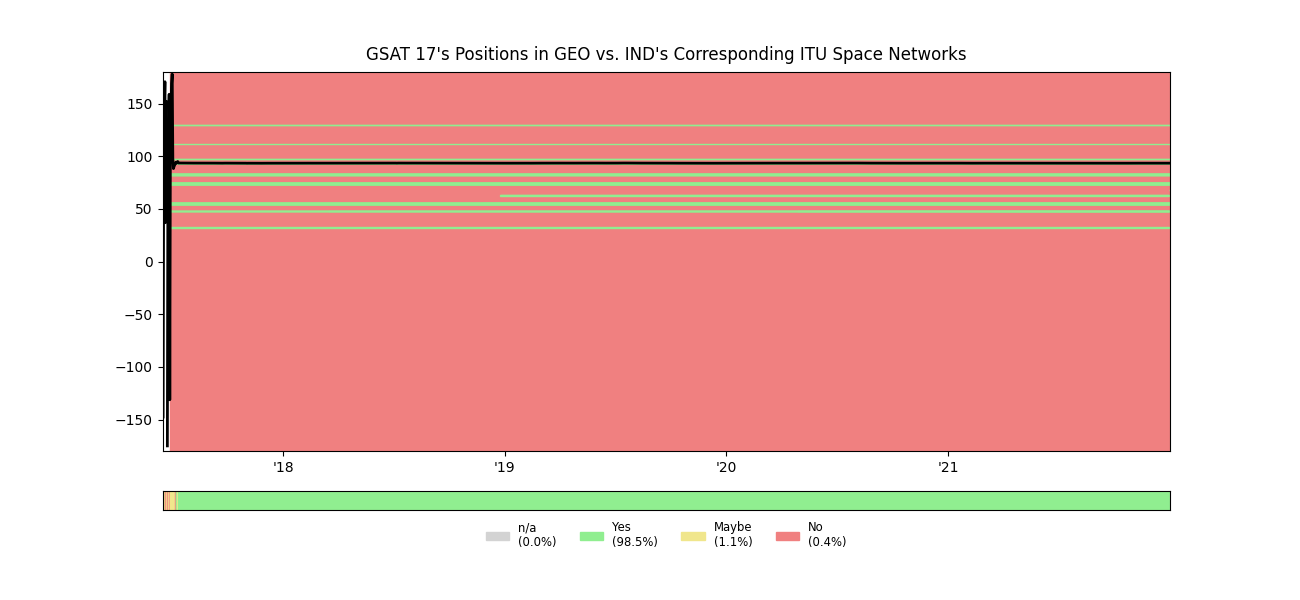 GSAT 17's Positions in GEO vs. IND's Corresponding ITU Space Networks
150
100
50
0
−50
−100
−150
'18 '19 '20 '21
n/a Yes Maybe No
(0.0%) (98.5%) (1.1%) (0.4%)